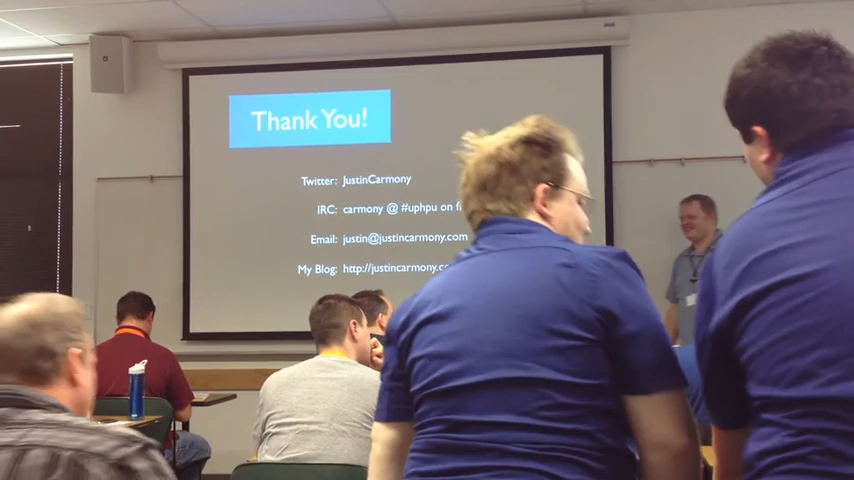 Thank You!
Twitter: JustinCarmony
IRC: carmony @ #uphpu on
Email: justin@justincarmony.com
My Blog: http://justincarmony.